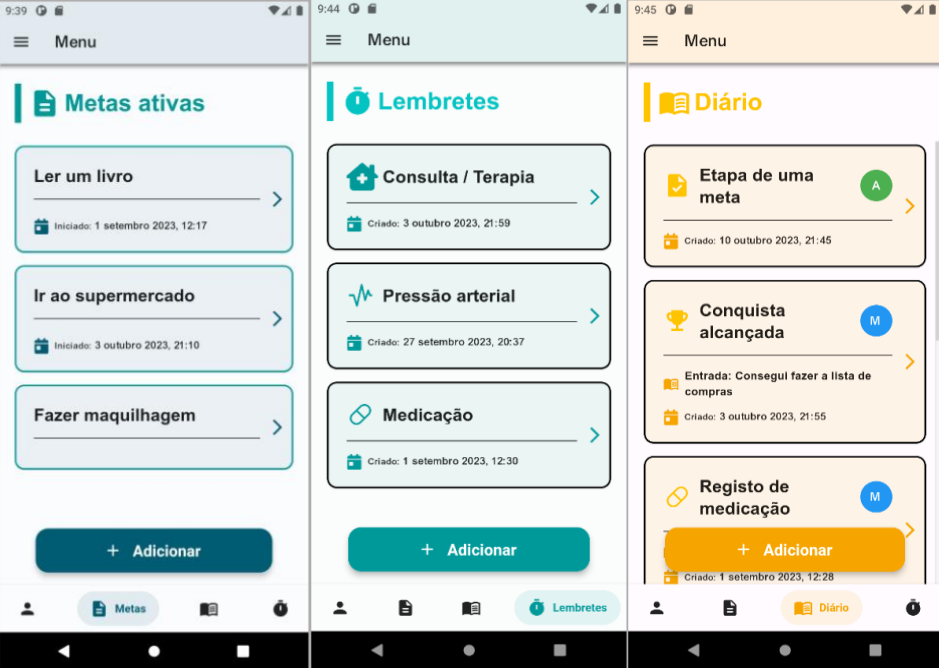 9:39
Menu
Metas ativas
Ler um livro
Iniciado: 1 setembro 2023, 12:17
Ir ao supermercado
Iniciado: 3 outubro 2023, 21:10
Fazer maquilhagem
+ Adicionar
Metas
9:44
Menu
Lembretes
Consulta / Terapia
Criado: 3 outubro 2023, 21:59
Pressão arterial
Criado: 27 setembro 2023, 20:37
Medicação
Criado: 1 setembro 2023, 12:30
+ Adicionar
Lembretes
9:45
Menu
Diário
Etapa de uma
meta
A
Criado: 10 outubro 2023, 21:45
Conquista
alcançada
M
Entrada: Consegui fazer a lista de
compras
Criado: 3 outubro 2023, 21:55
Registo de
medicação
M
+ Adicionar
Criado: 1 setembro 2023, 12:28
Diário